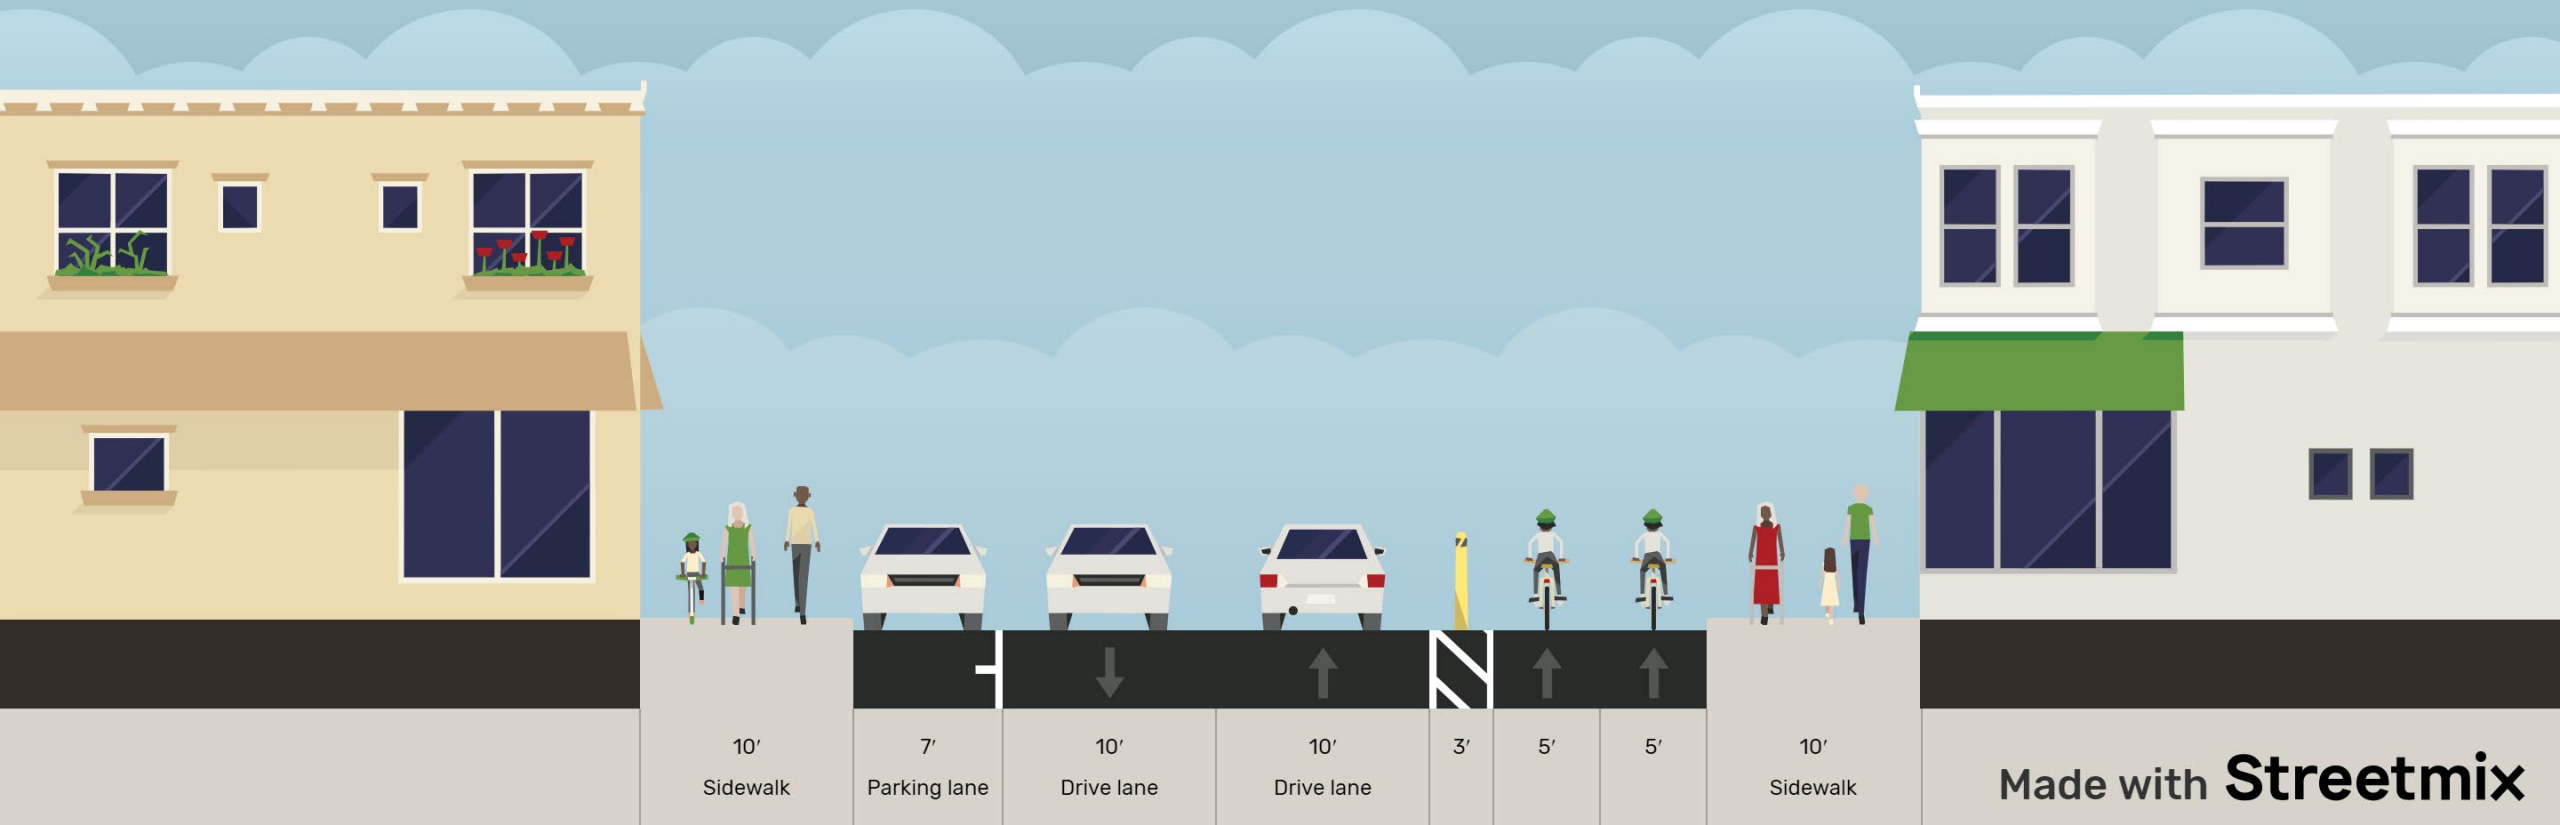 10′
7′
10′
10′
3′
5′
5′
10′
Sidewalk
Parking lane
Drive lane
Drive lane
Sidewalk
Made with Streetmix